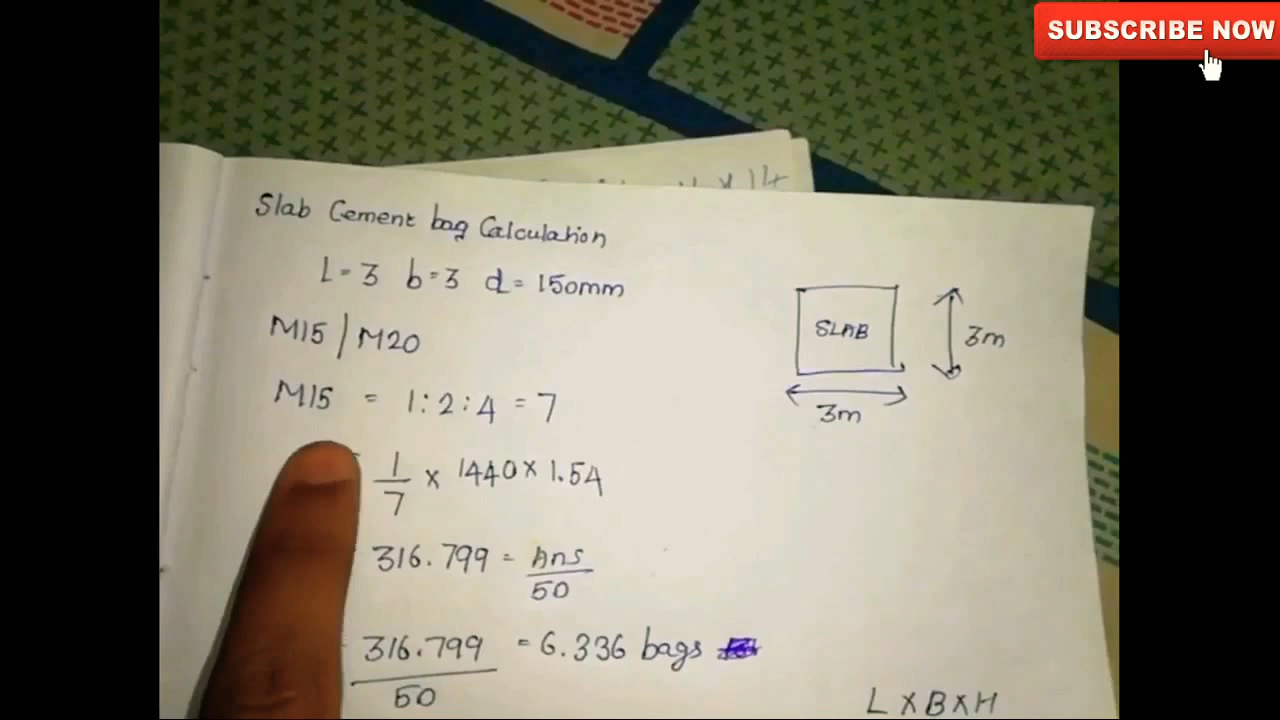 SUBSCRIBE NOW
Slab Cement bag Calculation
L = 3 b = 3 d = 150mm
M15 / M20
M15 = 1:2:4 = 7
1/7 × 1440 × 1.54
316.799 = Ans/50
316.799/50 = 6.336 bags
SLAB
3m
3m
L × B × H